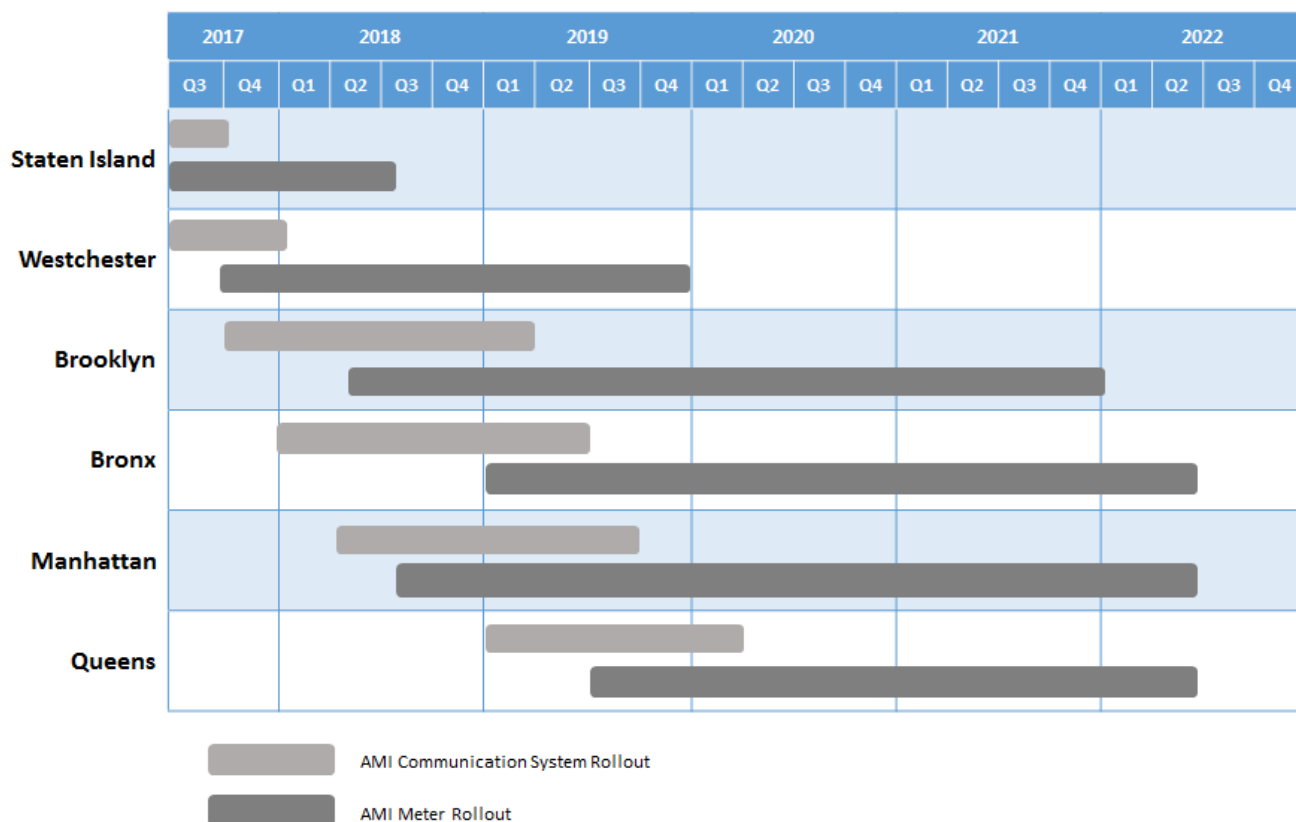 2017 2018 2019 2020 2021 2022
Q3 Q4 Q1 Q2 Q3 Q4 Q1 Q2 Q3 Q4 Q1 Q2 Q3 Q4 Q1 Q2 Q3 Q4 Q1 Q2 Q3 Q4
Staten Island
Westchester
Brooklyn
Bronx
Manhattan
Queens
AMI Communication System Rollout
AMI Meter Rollout